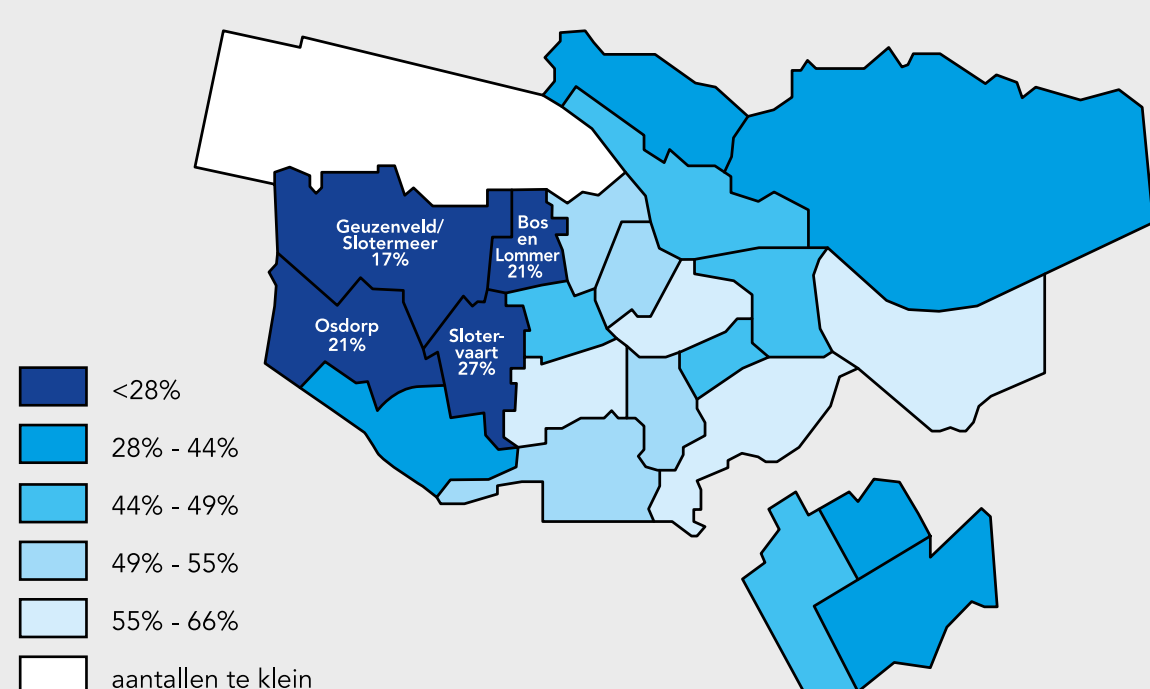 Geuzenveld/
Slotermeer
17%
Bos
en
Lommer
21%
Osdorp
21%
Sloter-
vaart
27%
<28%
28% - 44%
44% - 49%
49% - 55%
55% - 66%
aantallen te klein